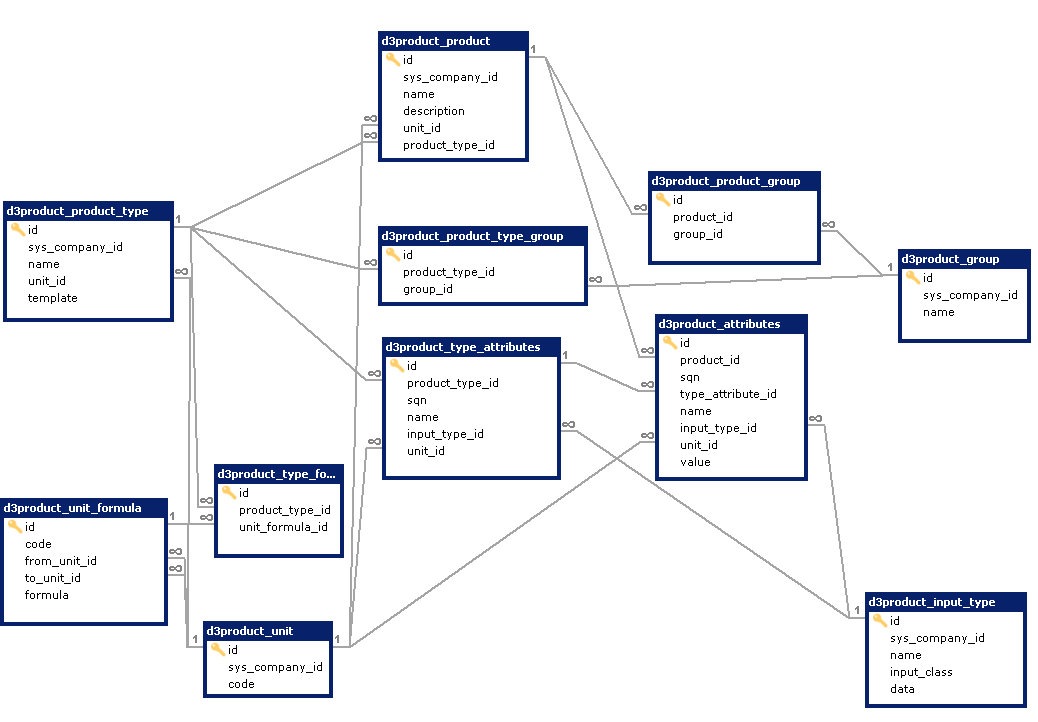 d3product_product
id
sys_company_id
name
description
unit_id
product_type_id
1
∞
∞
d3product_product_group
id
product_id
group_id
∞
∞
d3product_product_type
id
sys_company_id
name
unit_id
template
1
∞
d3product_product_type_group
id
product_type_id
group_id
∞
∞
d3product_group
id
sys_company_id
name
1
d3product_type_attributes
id
product_type_id
sqn
name
input_type_id
unit_id
1
∞
∞
∞
d3product_attributes
id
product_id
sqn
type_attribute_id
name
input_type_id
unit_id
value
∞
∞
∞
∞
d3product_type_fo...
id
product_type_id
unit_formula_id
∞
∞
d3product_unit_formula
id
code
from_unit_id
to_unit_id
formula
1
∞
∞
d3product_unit
id
sys_company_id
code
1
1
d3product_input_type
id
sys_company_id
name
input_class
data
1